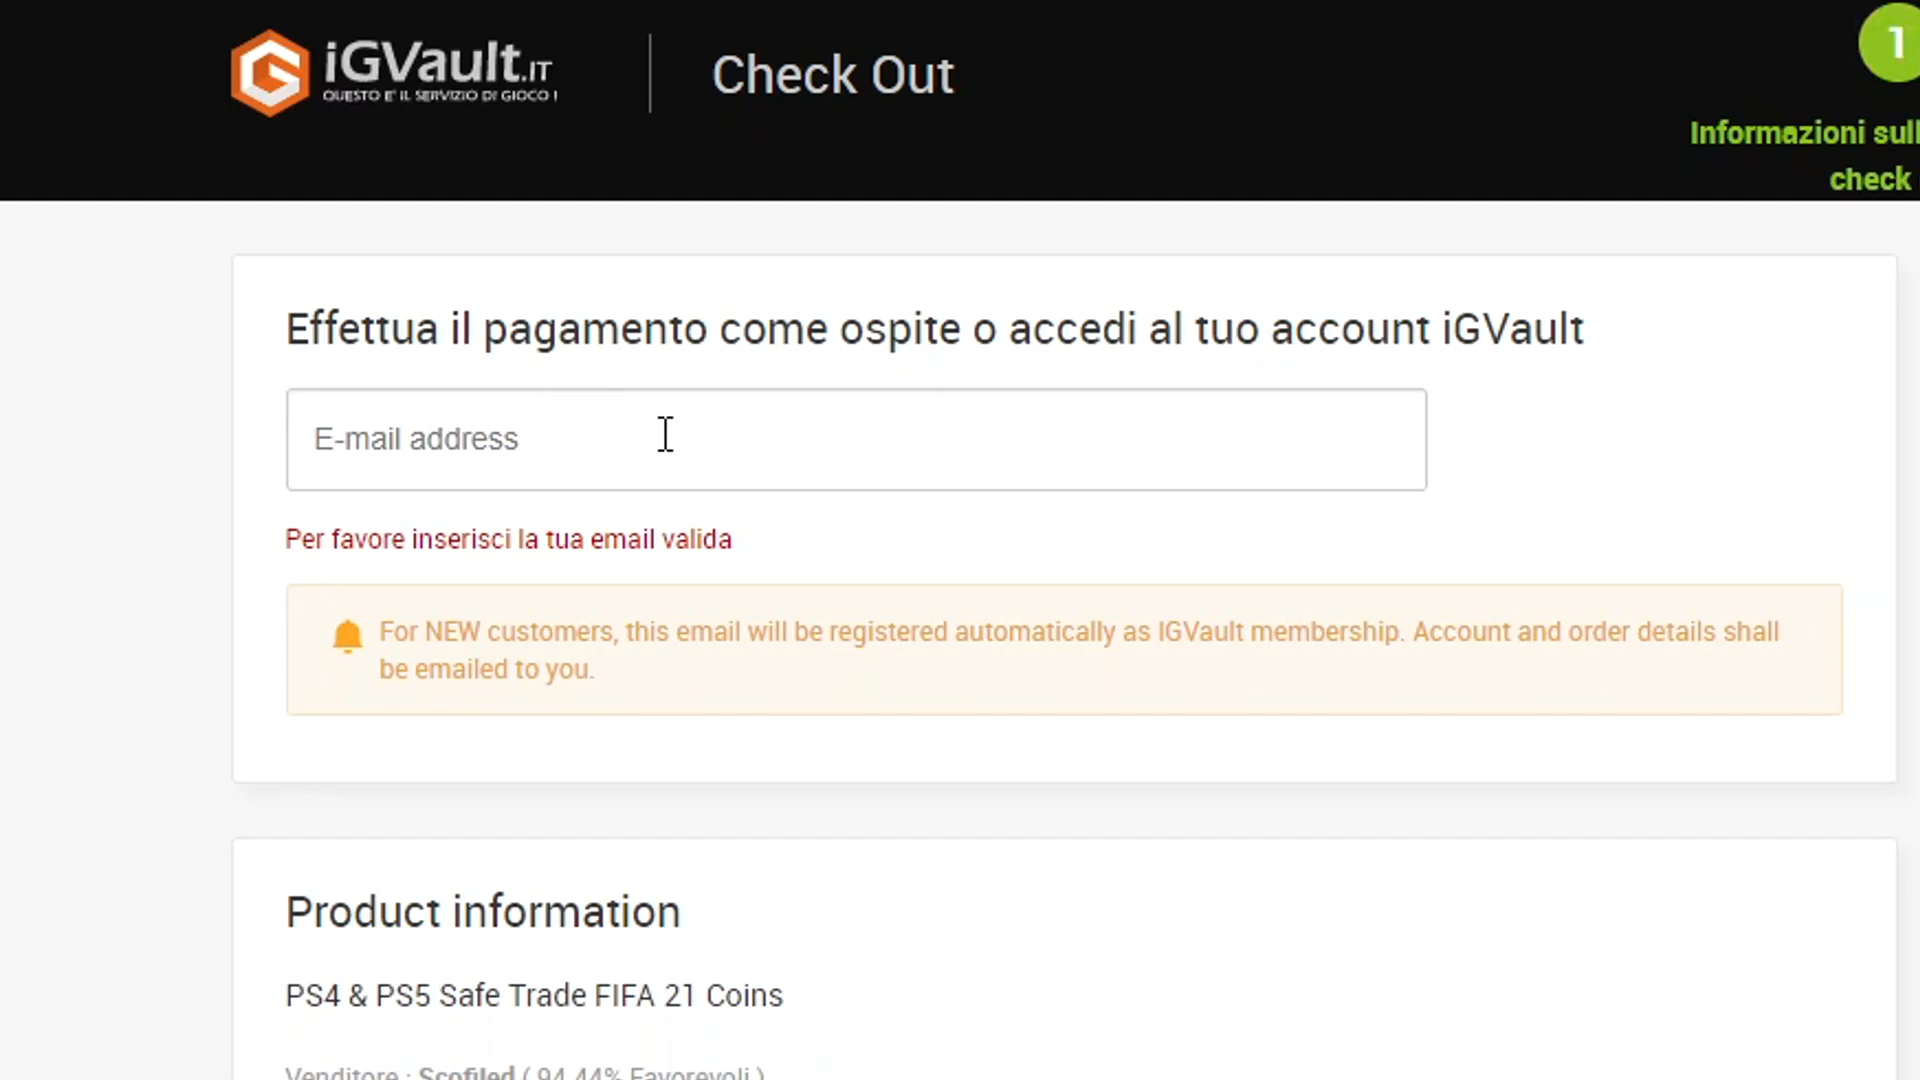 iGVault.IT
QUESTO E' IL SERVIZIO DI GIOCO !
Check Out
1
Informazioni sull
check
Effettua il pagamento come ospite o accedi al tuo account iGVault
E-mail address
Per favore inserisci la tua email valida
For NEW customers, this email will be registered automatically as IGVault membership. Account and order details shall
be emailed to you.
Product information
PS4 & PS5 Safe Trade FIFA 21 Coins
Venditore : Scofiled ( 94.44% Favorevoli )